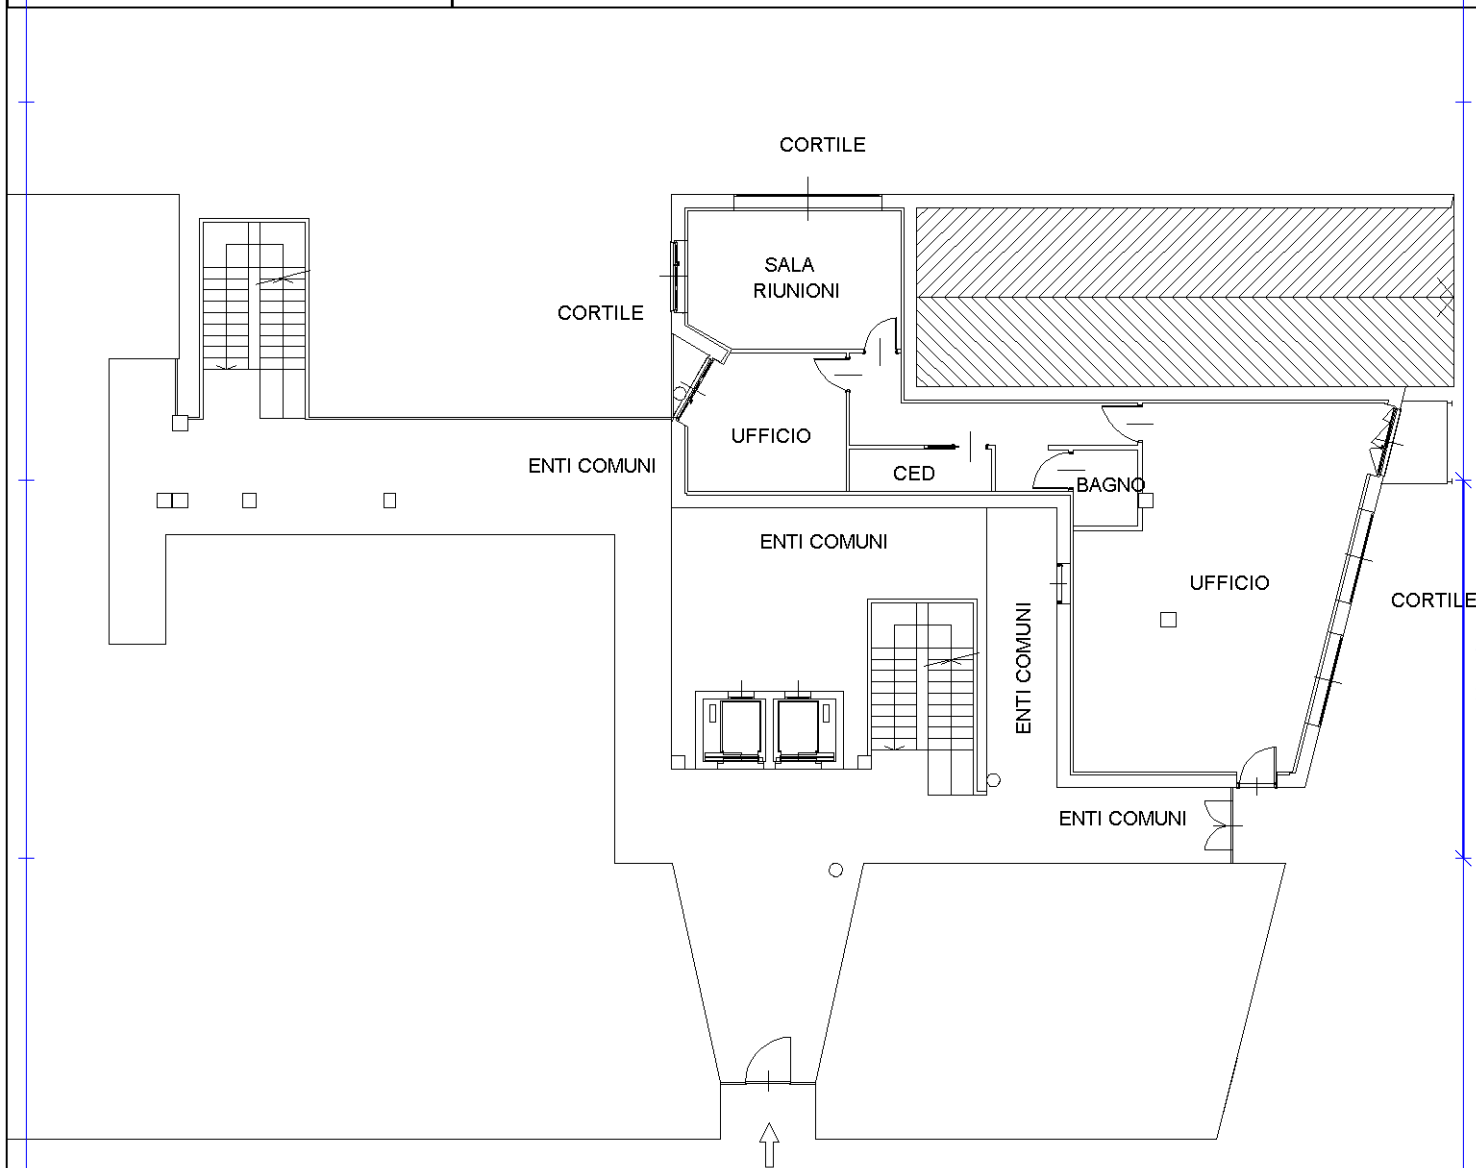 CORTILE
SALA
RIUNIONI
CORTILE
UFFICIO
ENTI COMUNI
CED
BAGNO
ENTI COMUNI
UFFICIO
CORTILE
ENTI COMUNI
ENTI COMUNI